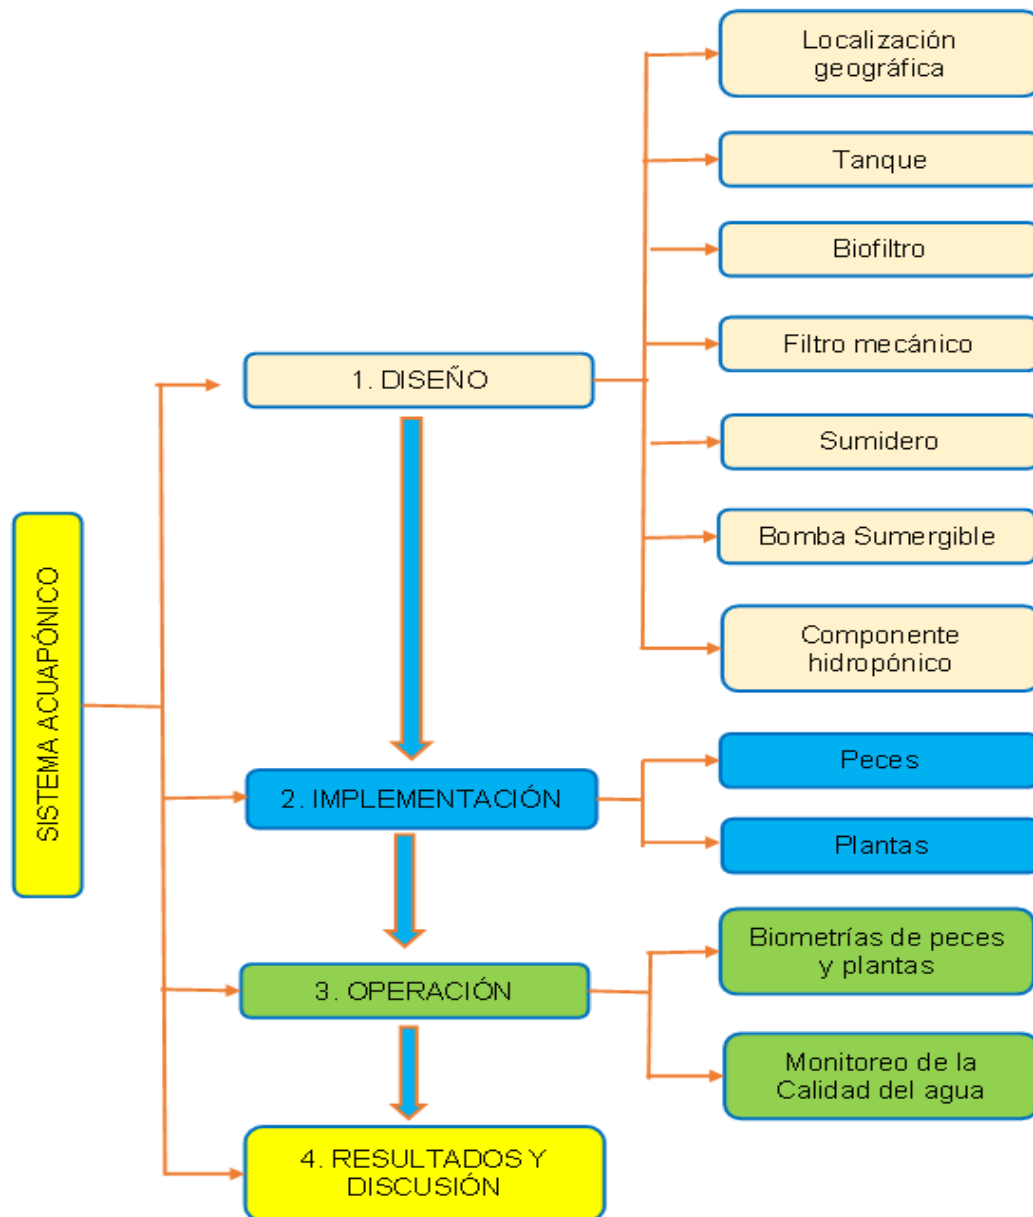 SISTEMA ACUAPÓNICO
1. DISEÑO
Localización
geográfica
Tanque
Biofiltro
Filtro mecánico
Sumidero
Bomba Sumergible
Componente
hidropónico
2. IMPLEMENTACIÓN
Peces
Plantas
3. OPERACIÓN
Biometrías de peces
y plantas
Monitoreo de la
Calidad del agua
4. RESULTADOS Y
DISCUSIÓN